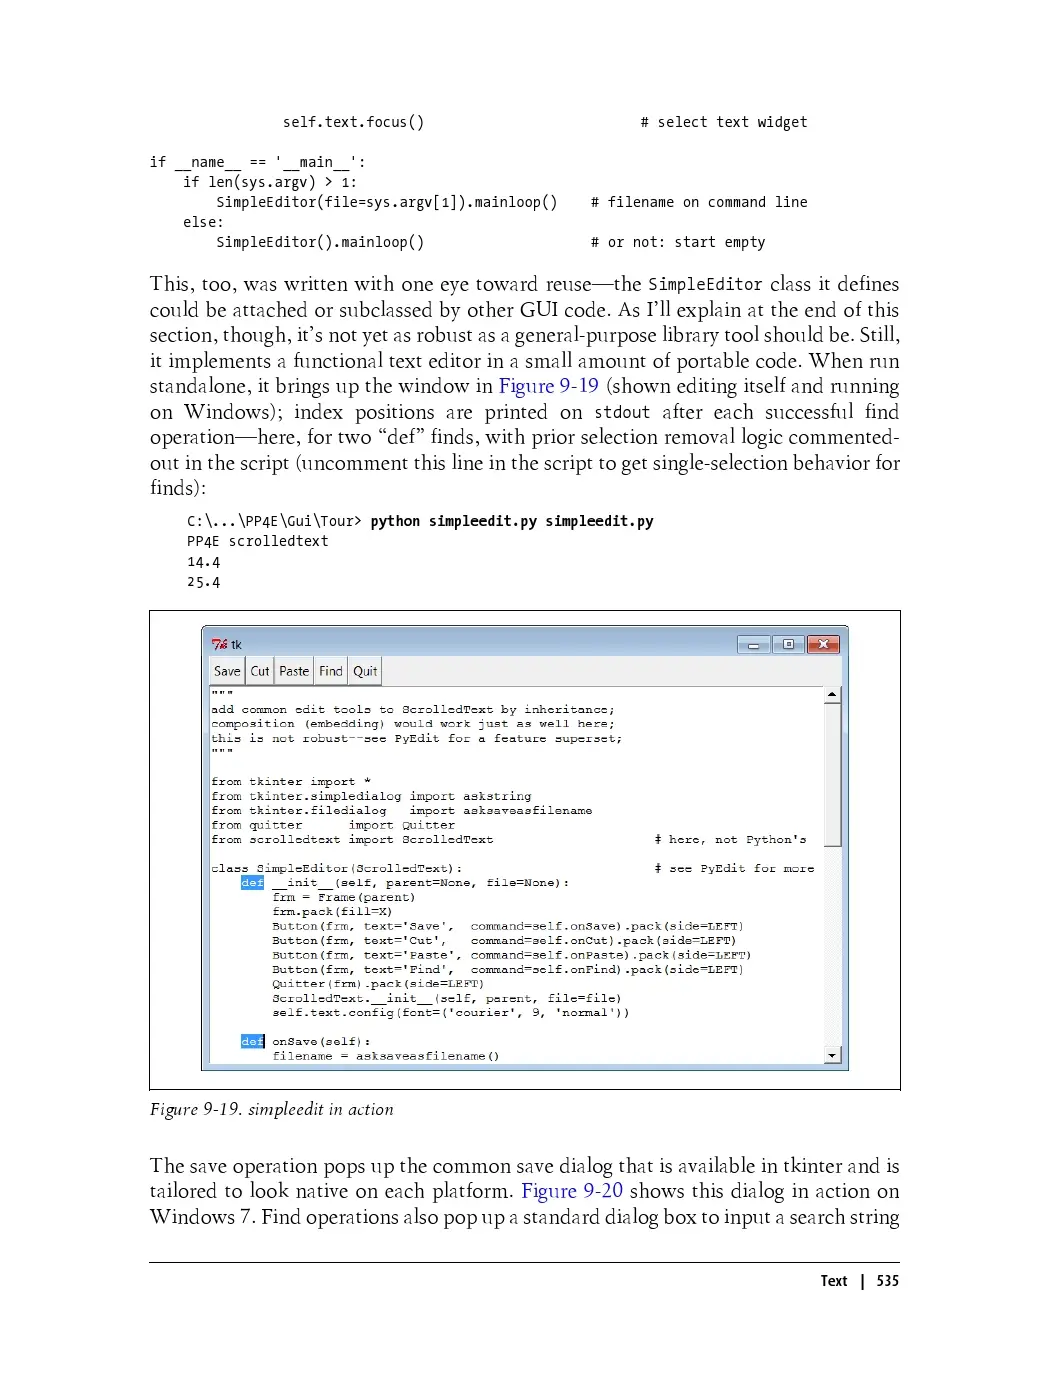 self.text.focus()                          # select text widget
if __name__ == '__main__':
    if len(sys.argv) > 1:
        SimpleEditor(file=sys.argv[1]).mainloop()    # filename on command line
    else:
        SimpleEditor().mainloop()                    # or not: start empty
This, too, was written with one eye toward reuse—the SimpleEditor class it defines
could be attached or subclassed by other GUI code. As I’ll explain at the end of this
section, though, it’s not yet as robust as a general-purpose library tool should be. Still,
it implements a functional text editor in a small amount of portable code. When run
standalone, it brings up the window in Figure 9-19 (shown editing itself and running
on Windows); index positions are printed on stdout after each successful find
operation—here, for two “def” finds, with prior selection removal logic commented-
out in the script (uncomment this line in the script to get single-selection behavior for
finds):
C:\...\PP4E\Gui\Tour> python simpleedit.py simpleedit.py
PP4E scrolledtext
14.4
25.4
tk
Save Cut Paste Find Quit
"""
add common edit tools to ScrolledText by inheritance;
composition (embedding) would work just as well here;
this is not robust--see PyEdit for a feature superset;
"""
from tkinter import *
from tkinter.simpledialog import askstring
from tkinter.filedialog   import asksaveasfilename
from quitter      import Quitter
from scrolledtext import ScrolledText                     # here, not Python's
class SimpleEditor(ScrolledText):                         # see PyEdit for more
    def __init__(self, parent=None, file=None):
        frm = Frame(parent)
        frm.pack(fill=X)
        Button(frm, text='Save',  command=self.onSave).pack(side=LEFT)
        Button(frm, text='Cut',   command=self.onCut).pack(side=LEFT)
        Button(frm, text='Paste', command=self.onPaste).pack(side=LEFT)
        Button(frm, text='Find',  command=self.onFind).pack(side=LEFT)
        Quitter(frm).pack(side=LEFT)
        ScrolledText.__init__(self, parent, file=file)
        self.text.config(font=('courier', 9, 'normal'))
    def onSave(self):
        filename = asksaveasfilename()
Figure 9-19. simpleedit in action
The save operation pops up the common save dialog that is available in tkinter and is
tailored to look native on each platform. Figure 9-20 shows this dialog in action on
Windows 7. Find operations also pop up a standard dialog box to input a search string
Text | 535